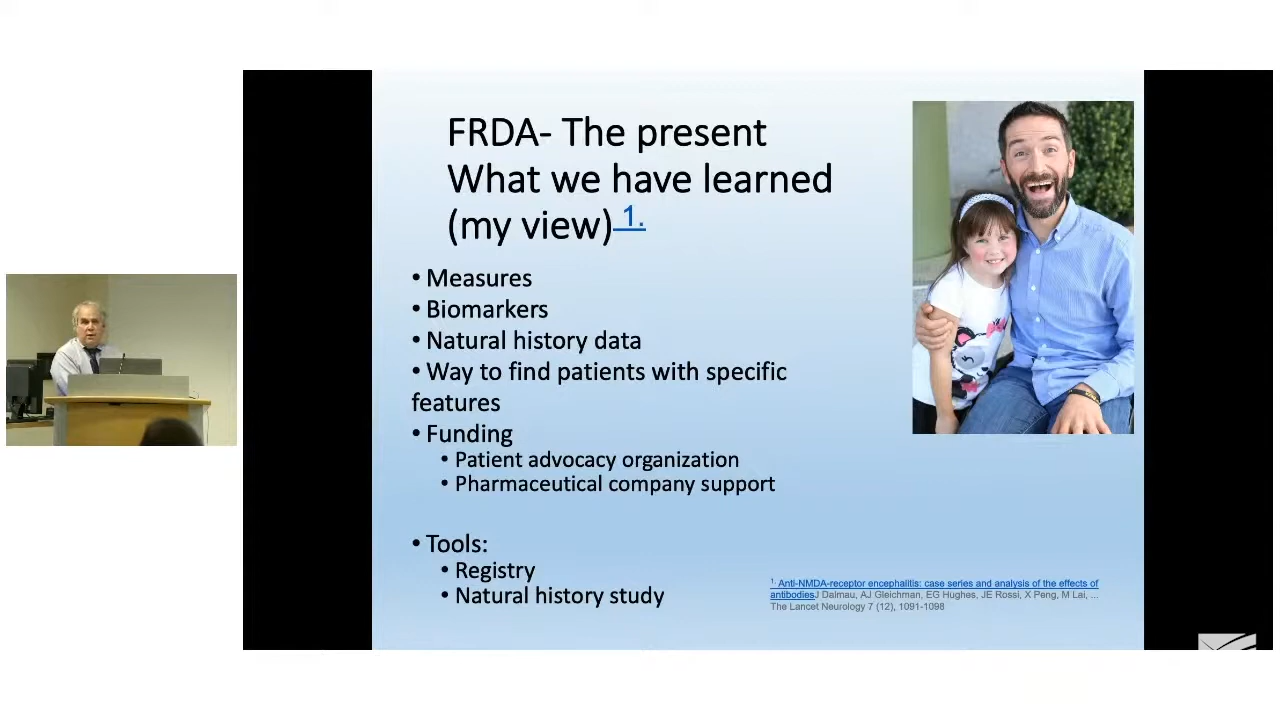 FRDA- The present
What we have learned
(my view) 1.
• Measures
• Biomarkers
• Natural history data
• Way to find patients with specific
features
• Funding
• Patient advocacy organization
• Pharmaceutical company support
• Tools:
• Registry
• Natural history study
1. Anti-NMDA-receptor encephalitis: case series and analysis of the effects of
antibodiesJ Dalmau, AJ Gleichman, EG Hughes, JE Rossi, X Peng, M Lai, ...
The Lancet Neurology 7 (12), 1091-1098